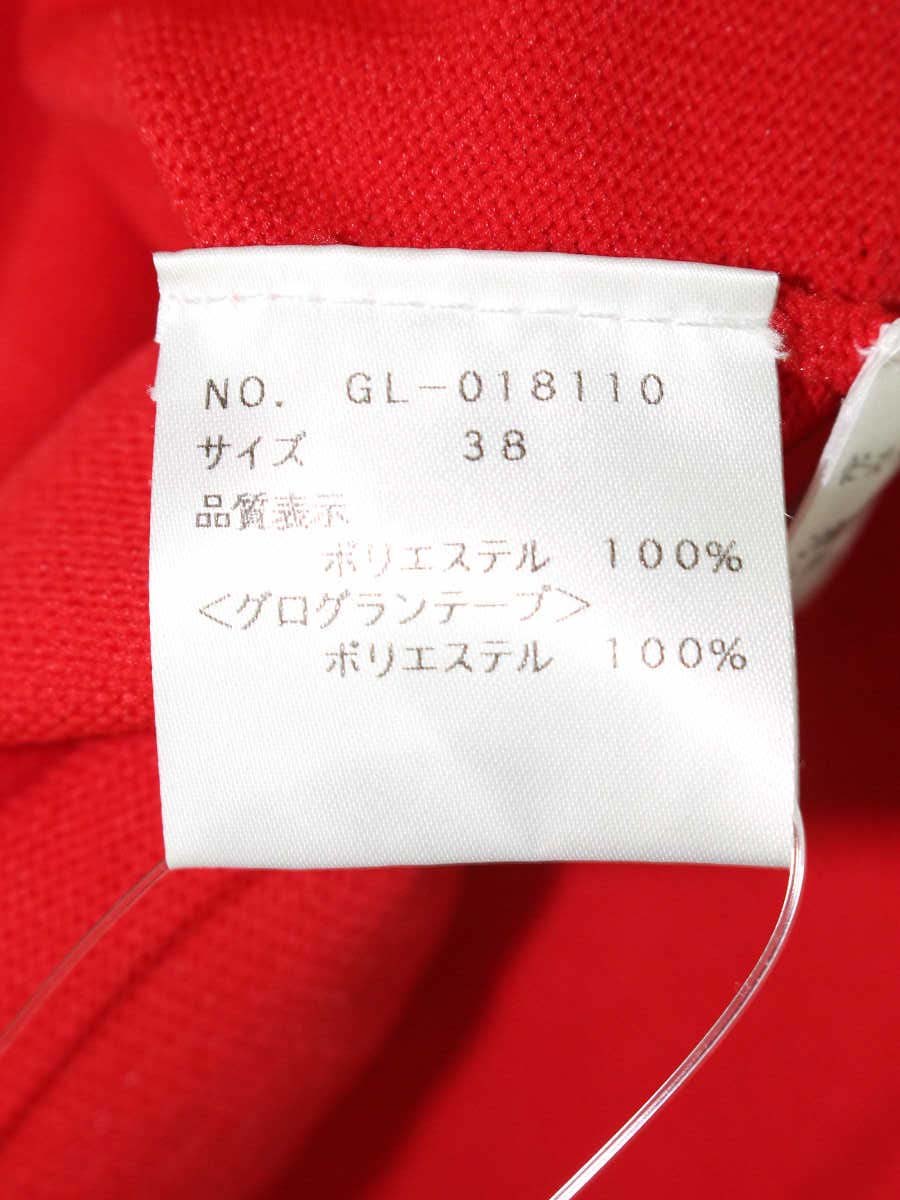 NO. GL-018110
サイズ 38
品質表示
ポリエステル 100%
<グログランテープ>
ポリエステル 100%